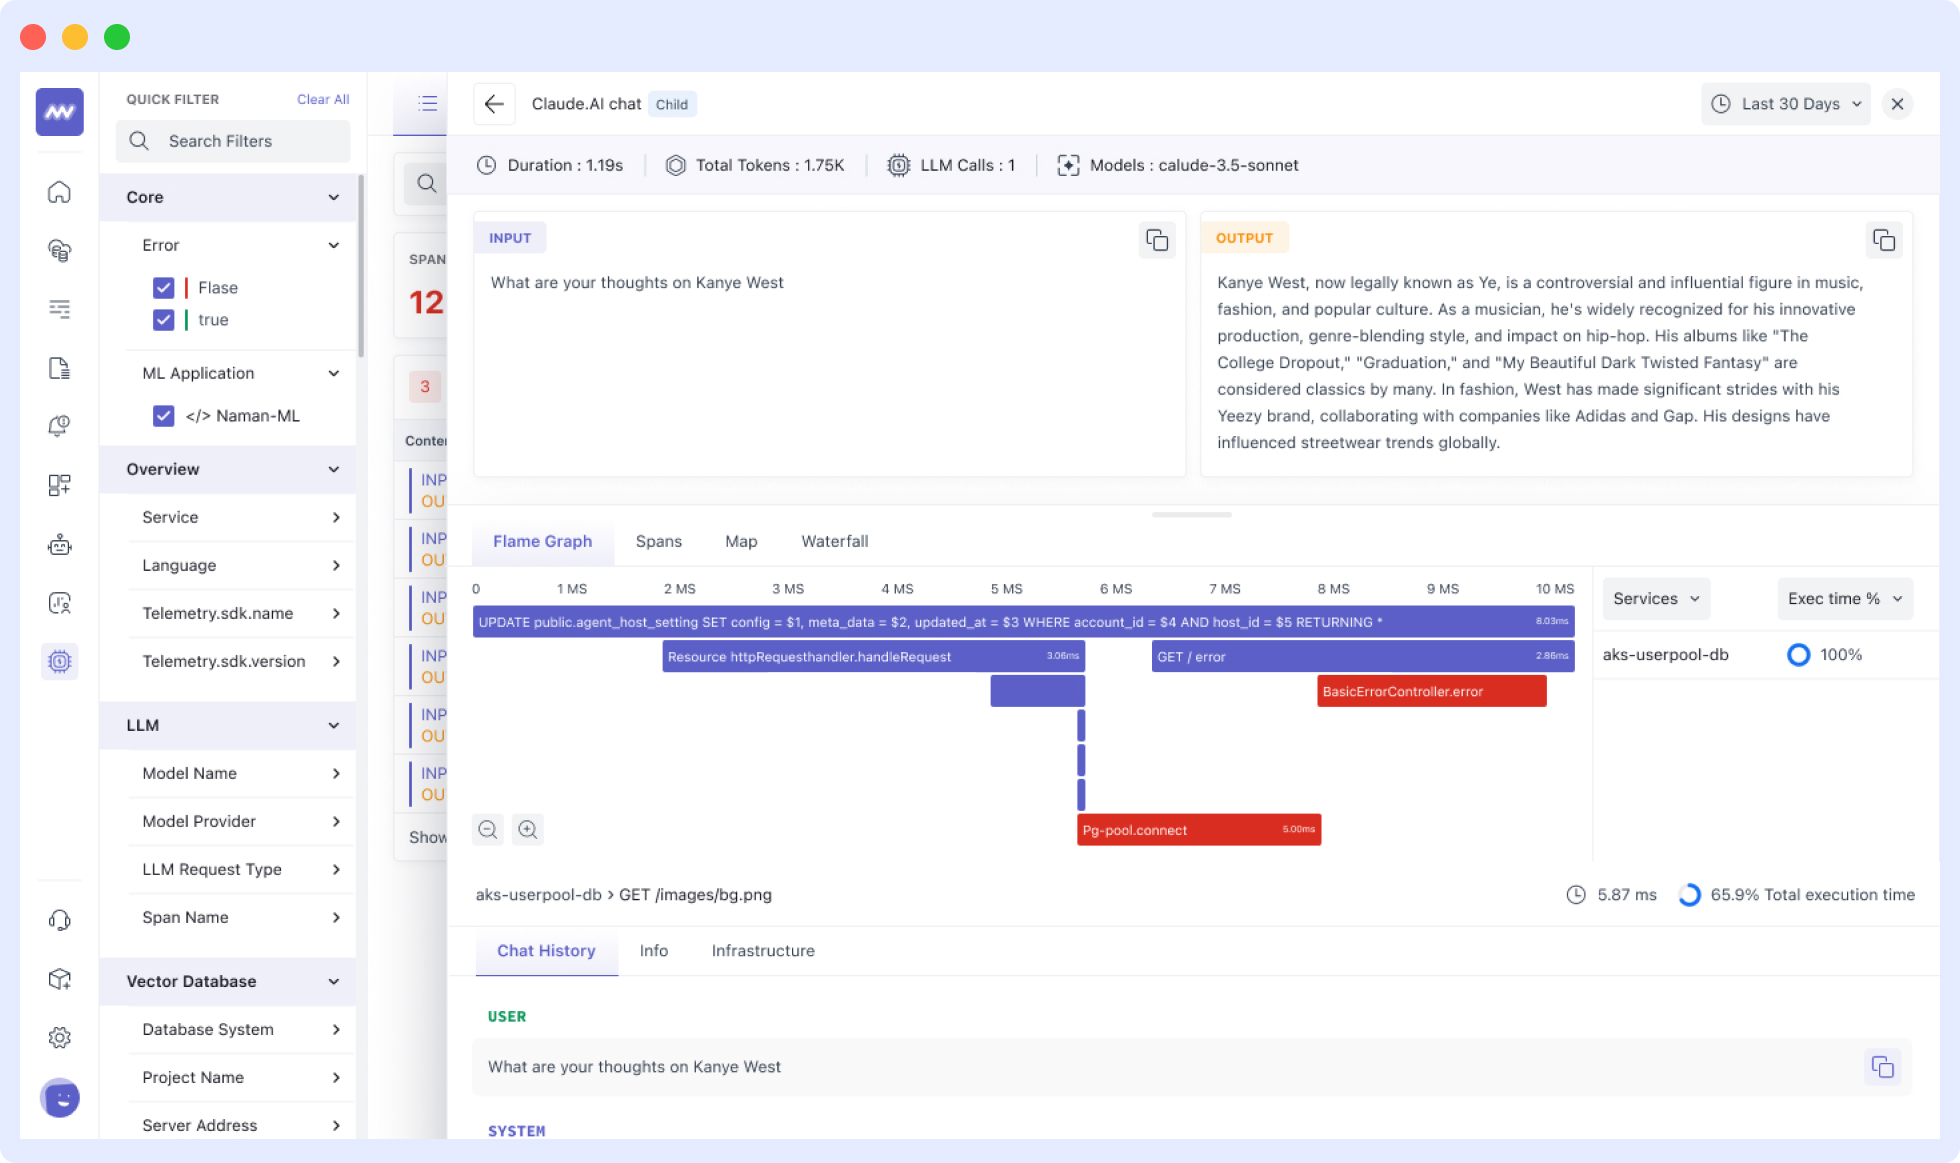 QUICK FILTER
Clear All
Search Filters
Core
Error
Flase
true
ML Application
</> Naman-ML
Overview
Service
Language
Telemetry.sdk.name
Telemetry.sdk.version
LLM
Model Name
Model Provider
LLM Request Type
Span Name
Vector Database
Database System
Project Name
Server Address
SPAN
12
3
Conter
INP
OU
INP
OU
INP
OU
INP
OU
INP
OU
INP
OU
Show
Claude.AI chat
Child
Last 30 Days
Duration : 1.19s
Total Tokens : 1.75K
LLM Calls : 1
Models : calude-3.5-sonnet
INPUT
What are your thoughts on Kanye West
OUTPUT
Kanye West, now legally known as Ye, is a controversial and influential figure in music,
fashion, and popular culture. As a musician, he's widely recognized for his innovative
production, genre-blending style, and impact on hip-hop. His albums like "The
College Dropout," "Graduation," and "My Beautiful Dark Twisted Fantasy" are
considered classics by many. In fashion, West has made significant strides with his
Yeezy brand, collaborating with companies like Adidas and Gap. His designs have
influenced streetwear trends globally.
Flame Graph
Spans
Map
Waterfall
0
1 MS
2 MS
3 MS
4 MS
5 MS
6 MS
7 MS
8 MS
9 MS
10 MS
UPDATE public.agent_host_setting SET config = $1, meta_data = $2, updated_at = $3 WHERE account_id = $4 AND host_id = $5 RETURNING *
8.03ms
Resource httpRequesthandler.handleRequest
3.06ms
GET / error
2.86ms
BasicErrorController.error
Pg-pool.connect
5.00ms
Services
Exec time %
aks-userpool-db
100%
aks-userpool-db > GET /images/bg.png
5.87 ms
65.9% Total execution time
Chat History
Info
Infrastructure
USER
What are your thoughts on Kanye West
SYSTEM